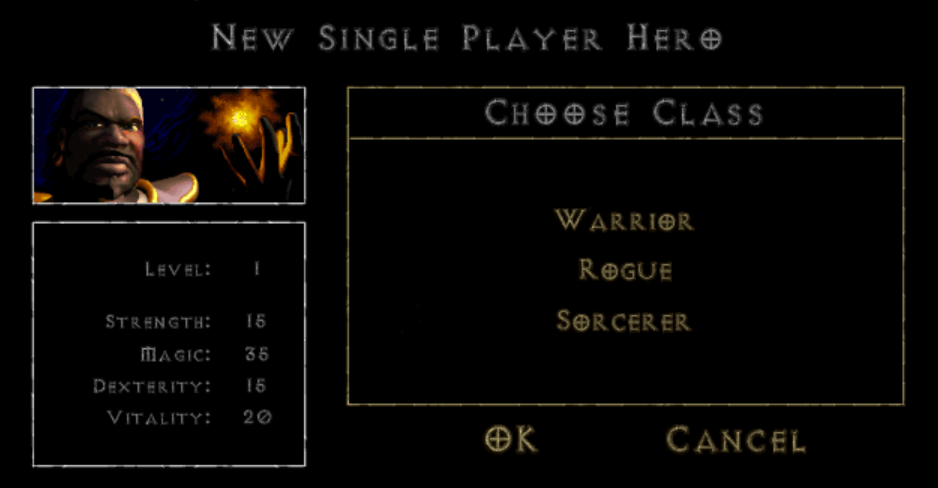 New Single Player Hero
Choose Class
Level: 1
Strength: 15
Magic: 35
Dexterity: 15
Vitality: 20
Warrior
Rogue
Sorcerer
OK Cancel